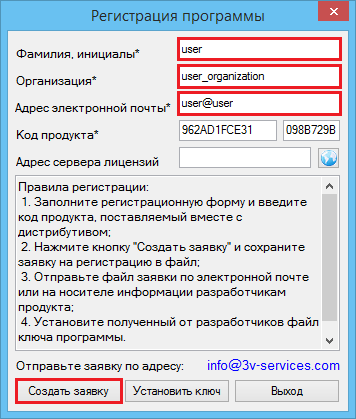 Регистрация программы
Фамилия, инициалы* user
Организация* user_organization
Адрес электронной почты* user@user
Код продукта* 962AD1FCE31 098B729B
Адрес сервера лицензий
Правила регистрации:
1. Заполните регистрационную форму и введите
код продукта, поставляемый вместе с
дистрибутивом;
2. Нажмите кнопку "Создать заявку" и сохраните
заявку на регистрацию в файл;
3. Отправьте файл заявки по электронной почте
или на носителе информации разработчикам
продукта;
4. Установите полученный от разработчиков файл
ключа программы.
Отправьте заявку по адресу: info@3v-services.com
Создать заявку Установить ключ Выход